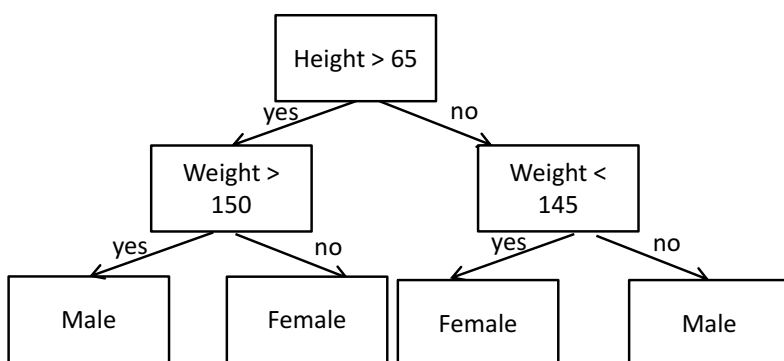 Height > 65
yes
no
Weight >
150
Weight <
145
yes
no
yes
no
Male
Female
Female
Male